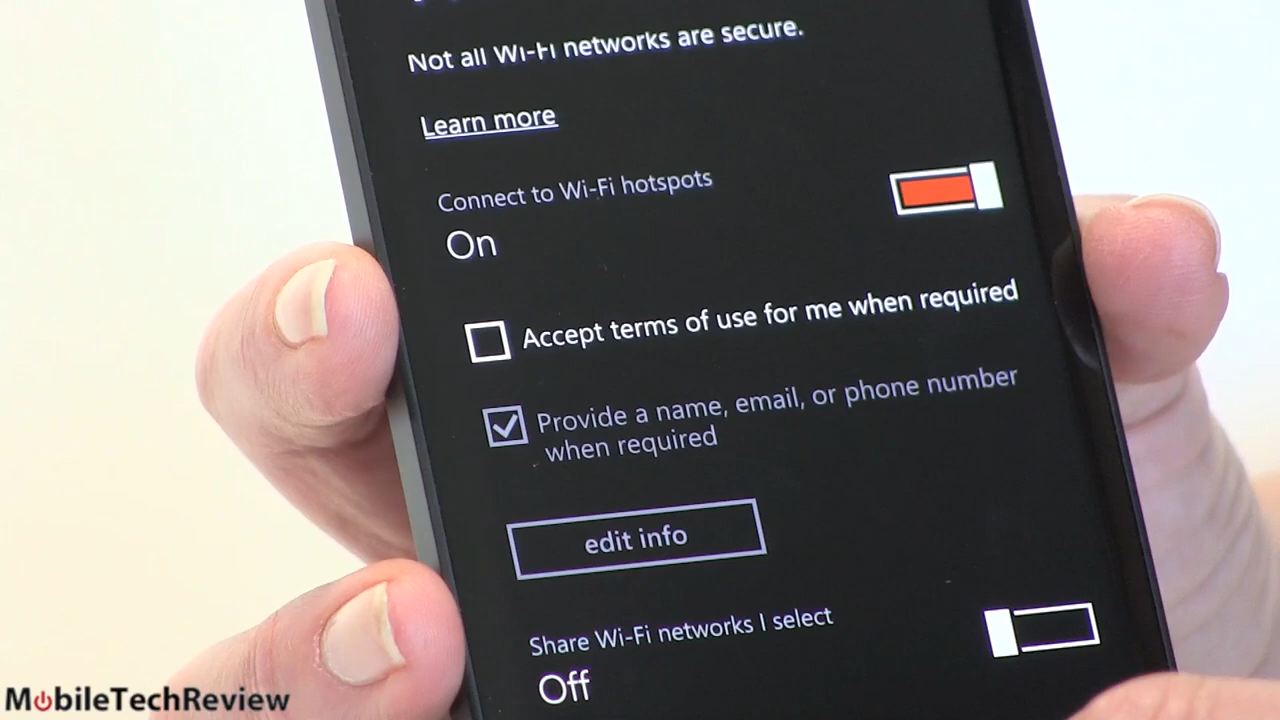 Not all Wi-Fi networks are secure.
Learn more
Connect to Wi-Fi hotspots
On
Accept terms of use for me when required
Provide a name, email, or phone number
when required
edit info
Share Wi-Fi networks I select
Off
MobileTechReview